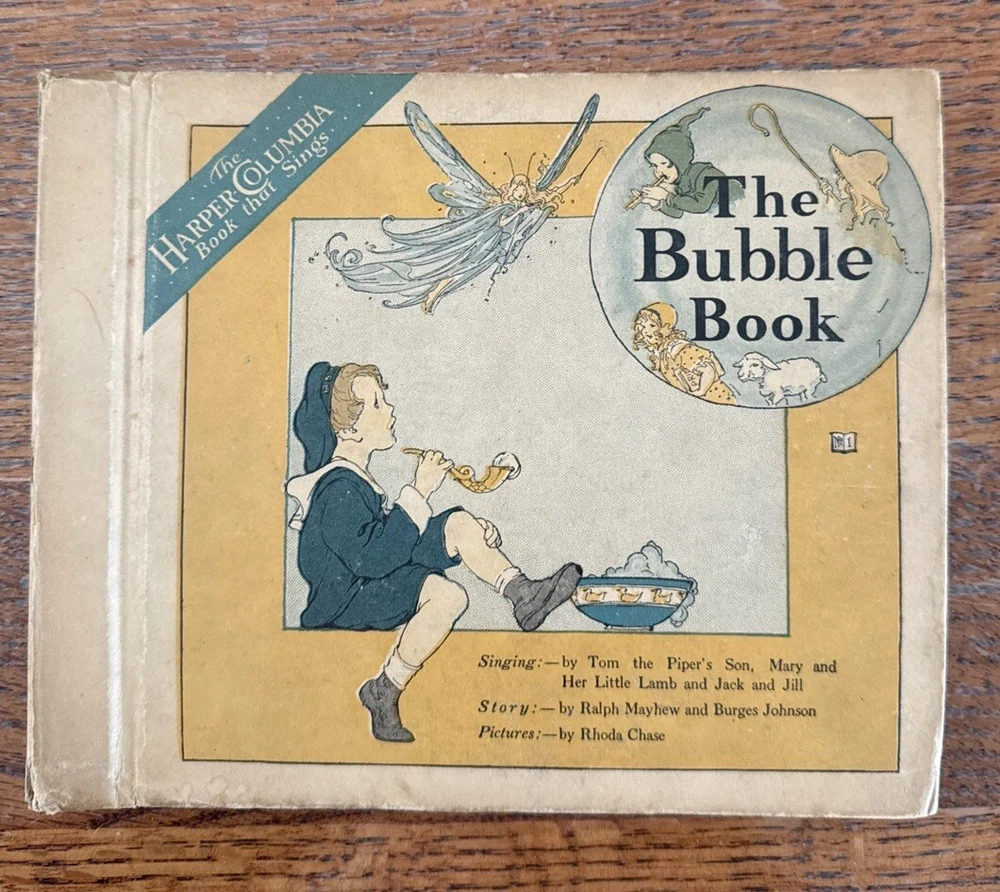 The
HARPER-COLUMBIA
Book that Sings
The
Bubble
Book
No 1
Singing:—by Tom the Piper's Son, Mary and
Her Little Lamb and Jack and Jill
Story:—by Ralph Mayhew and Burges Johnson
Pictures:—by Rhoda Chase